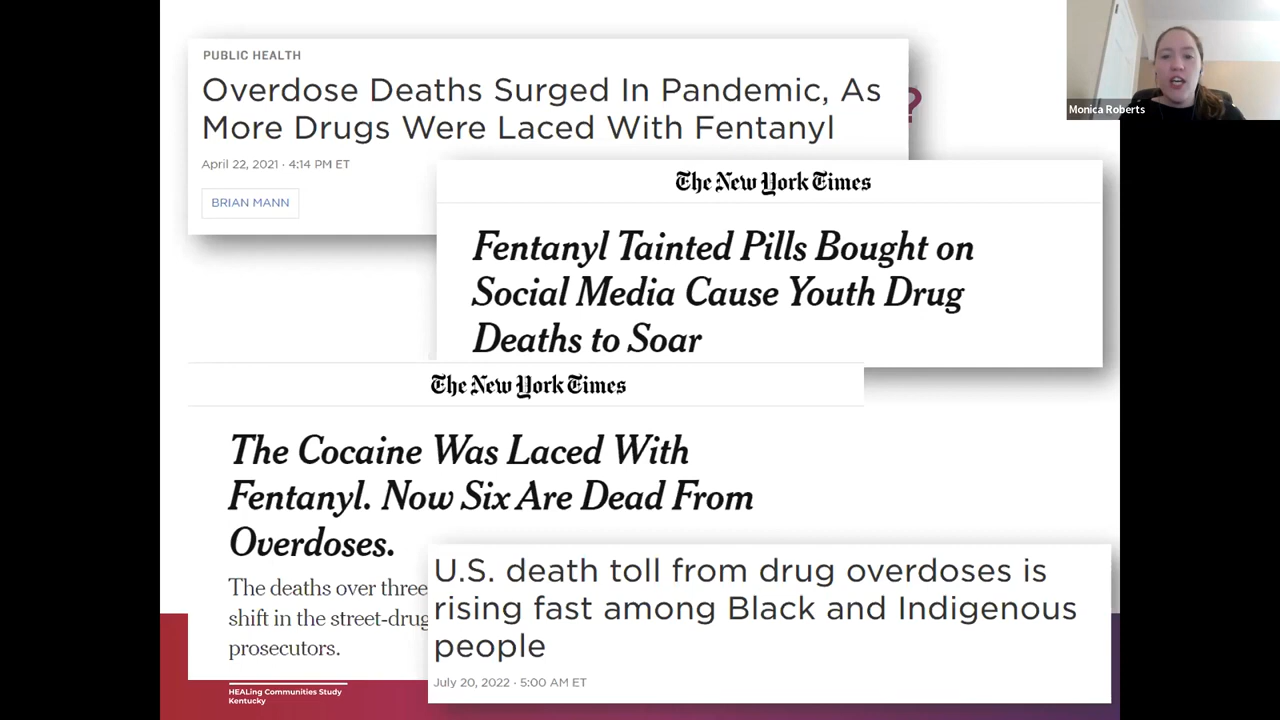 PUBLIC HEALTH
Overdose Deaths Surged In Pandemic, As
More Drugs Were Laced With Fentanyl
April 22, 2021 · 4:14 PM ET
BRIAN MANN
?
Monica Roberts
The New York Times
Fentanyl Tainted Pills Bought on
Social Media Cause Youth Drug
Deaths to Soar
The New York Times
The Cocaine Was Laced With
Fentanyl. Now Six Are Dead From
Overdoses.
The deaths over three
shift in the street-drug
prosecutors.
U.S. death toll from drug overdoses is
rising fast among Black and Indigenous
people
July 20, 2022 · 5:00 AM ET
HEALing Communities Study
Kentucky